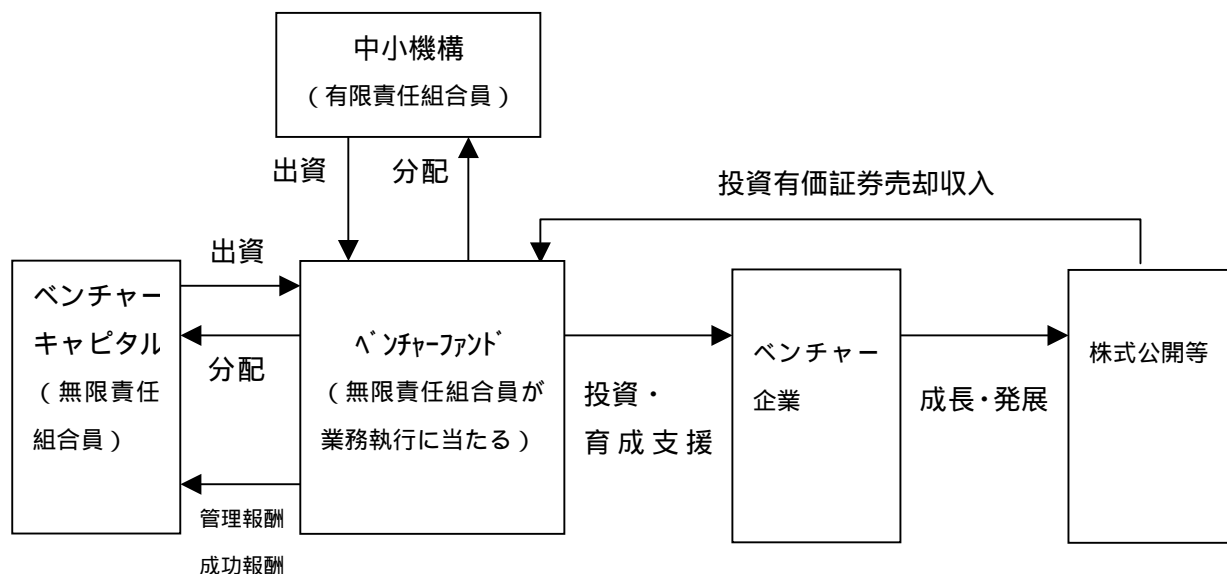 中小機構
(有限責任組合員)
出資
分配
投資有価証券売却収入
出資
ベンチャー
キャピタル
(無限責任
組合員)
分配
管理報酬
成功報酬
ﾍﾞﾝﾁｬｰﾌｧﾝﾄﾞ
(無限責任組合員が
業務執行に当たる)
投資・
育成支援
ベンチャー
企業
成長・発展
株式公開等